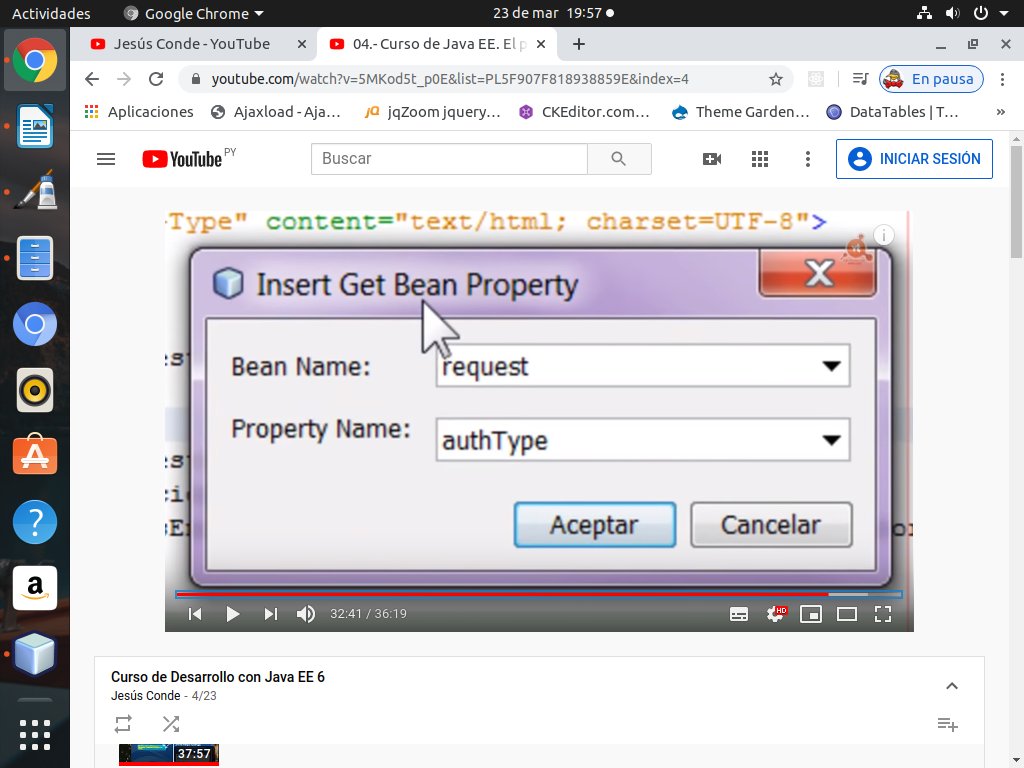 Actividades
Google Chrome
23 de mar 19:57
Jesús Conde - YouTube
04.- Curso de Java EE. El p
youtube.com/watch?v=5MKod5t_p0E&list=PL5F907F818938859E&index=4
En pausa
Aplicaciones
Ajaxload - Aja...
jqZoom jquery...
CKEditor.com...
Theme Garden...
DataTables | T...
»
YouTube PY
Buscar
INICIAR SESIÓN
-Type" content="text/html; charset=UTF-8">
Insert Get Bean Property
Bean Name:
request
Property Name:
authType
Aceptar
Cancelar
32:41 / 36:19
HD
Curso de Desarrollo con Java EE 6
Jesús Conde - 4/23
37:57